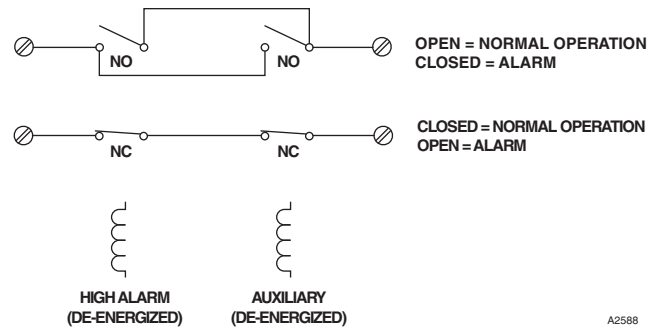 NO
NO
OPEN = NORMAL OPERATION
CLOSED = ALARM
NC
NC
CLOSED = NORMAL OPERATION
OPEN = ALARM
HIGH ALARM
(DE-ENERGIZED)
AUXILIARY
(DE-ENERGIZED)
A2588